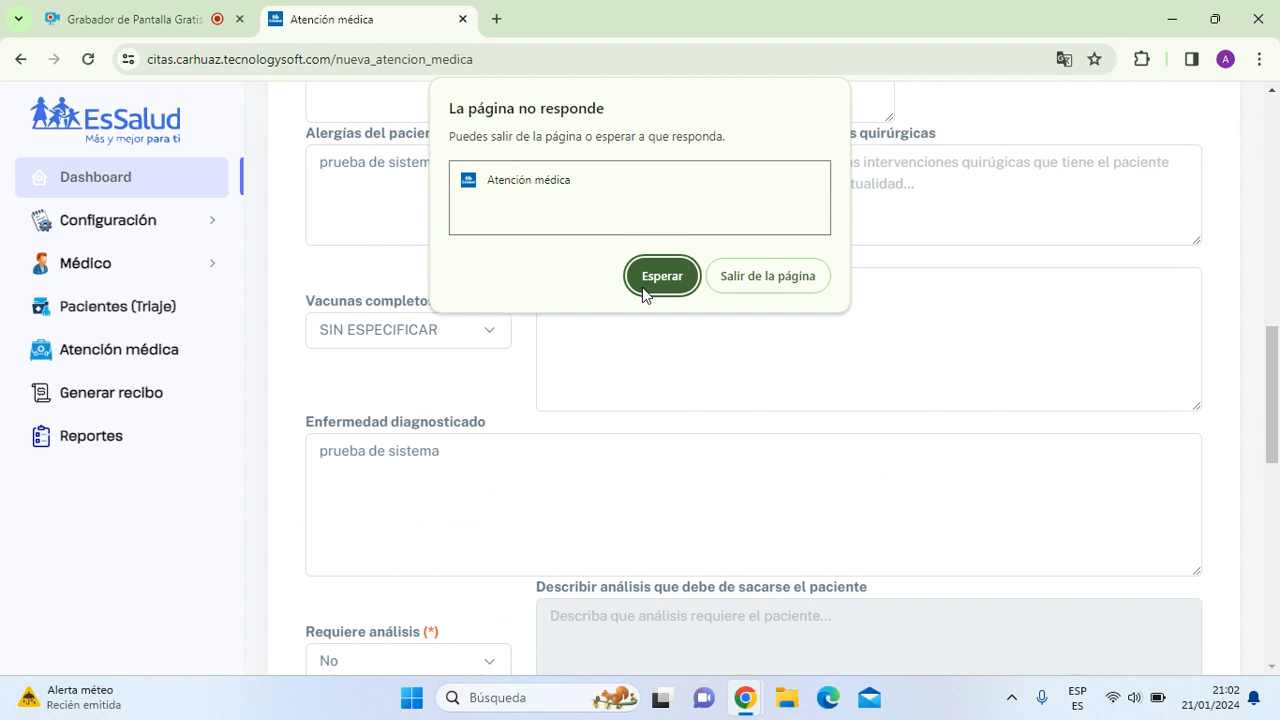 Grabador de Pantalla Gratis
Atención médica
citas.carhuaz.tecnologysoft.com/nueva_atencion_medica
A
EsSalud
Más y mejor para ti
Dashboard
Configuración
Médico
Pacientes (Triaje)
Atención médica
Generar recibo
Reportes
La página no responde
Puedes salir de la página o esperar a que responda.
Atención médica
Esperar
Salir de la página
Alergías del pacien
s quirúrgicas
prueba de sistem
as intervenciones quirúgicas que tiene el paciente
tualidad...
Vacunas completos
SIN ESPECIFICAR
Enfermedad diagnosticado
prueba de sistema
Describir análisis que debe de sacarse el paciente
Describa que análisis requiere el paciente...
Requiere análisis (*)
No
Alerta méteo
Recién emitida
Búsqueda
ESP
ES
21:02
21/01/2024